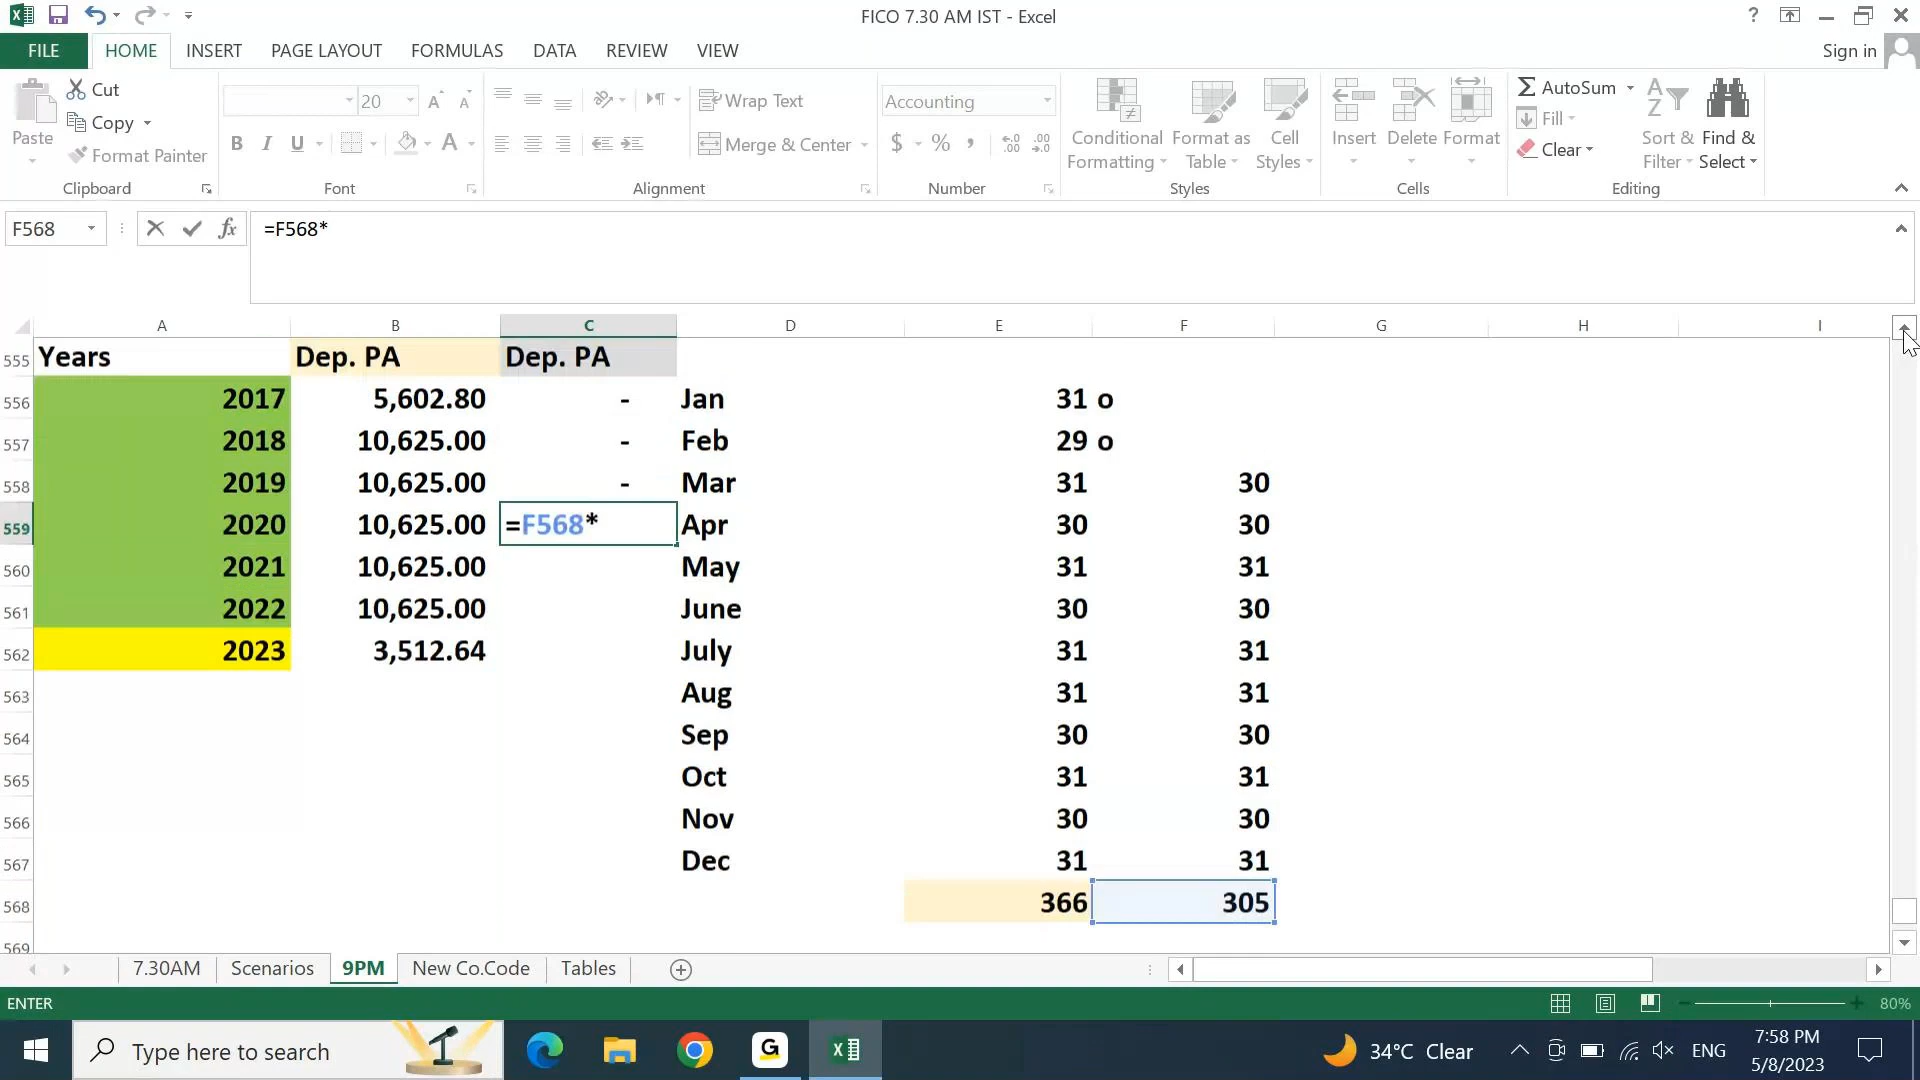 FICO 7.30 AM IST - Excel
?
FILE HOME INSERT PAGE LAYOUT FORMULAS DATA REVIEW VIEW Sign in
Paste
Cut
Copy
Format Painter
Clipboard
20
B I U
Font
Wrap Text
Merge & Center
Alignment
Accounting
$ % ,
Number
Conditional Formatting
Format as Table
Cell Styles
Styles
Insert
Delete
Format
Cells
AutoSum
Fill
Clear
Sort & Filter
Find & Select
Editing
F568 fx =F568*
A B C D E F G H I
555 Years Dep. PA Dep. PA
556 2017 5,602.80 - Jan 31 o
557 2018 10,625.00 - Feb 29 o
558 2019 10,625.00 - Mar 31 30
559 2020 10,625.00 =F568* Apr 30 30
560 2021 10,625.00 May 31 31
561 2022 10,625.00 June 30 30
562 2023 3,512.64 July 31 31
563 Aug 31 31
564 Sep 30 30
565 Oct 31 31
566 Nov 30 30
567 Dec 31 31
568 366 305
569
7.30AM Scenarios 9PM New Co.Code Tables
ENTER 80%
Type here to search
34°C Clear
ENG
7:58 PM
5/8/2023